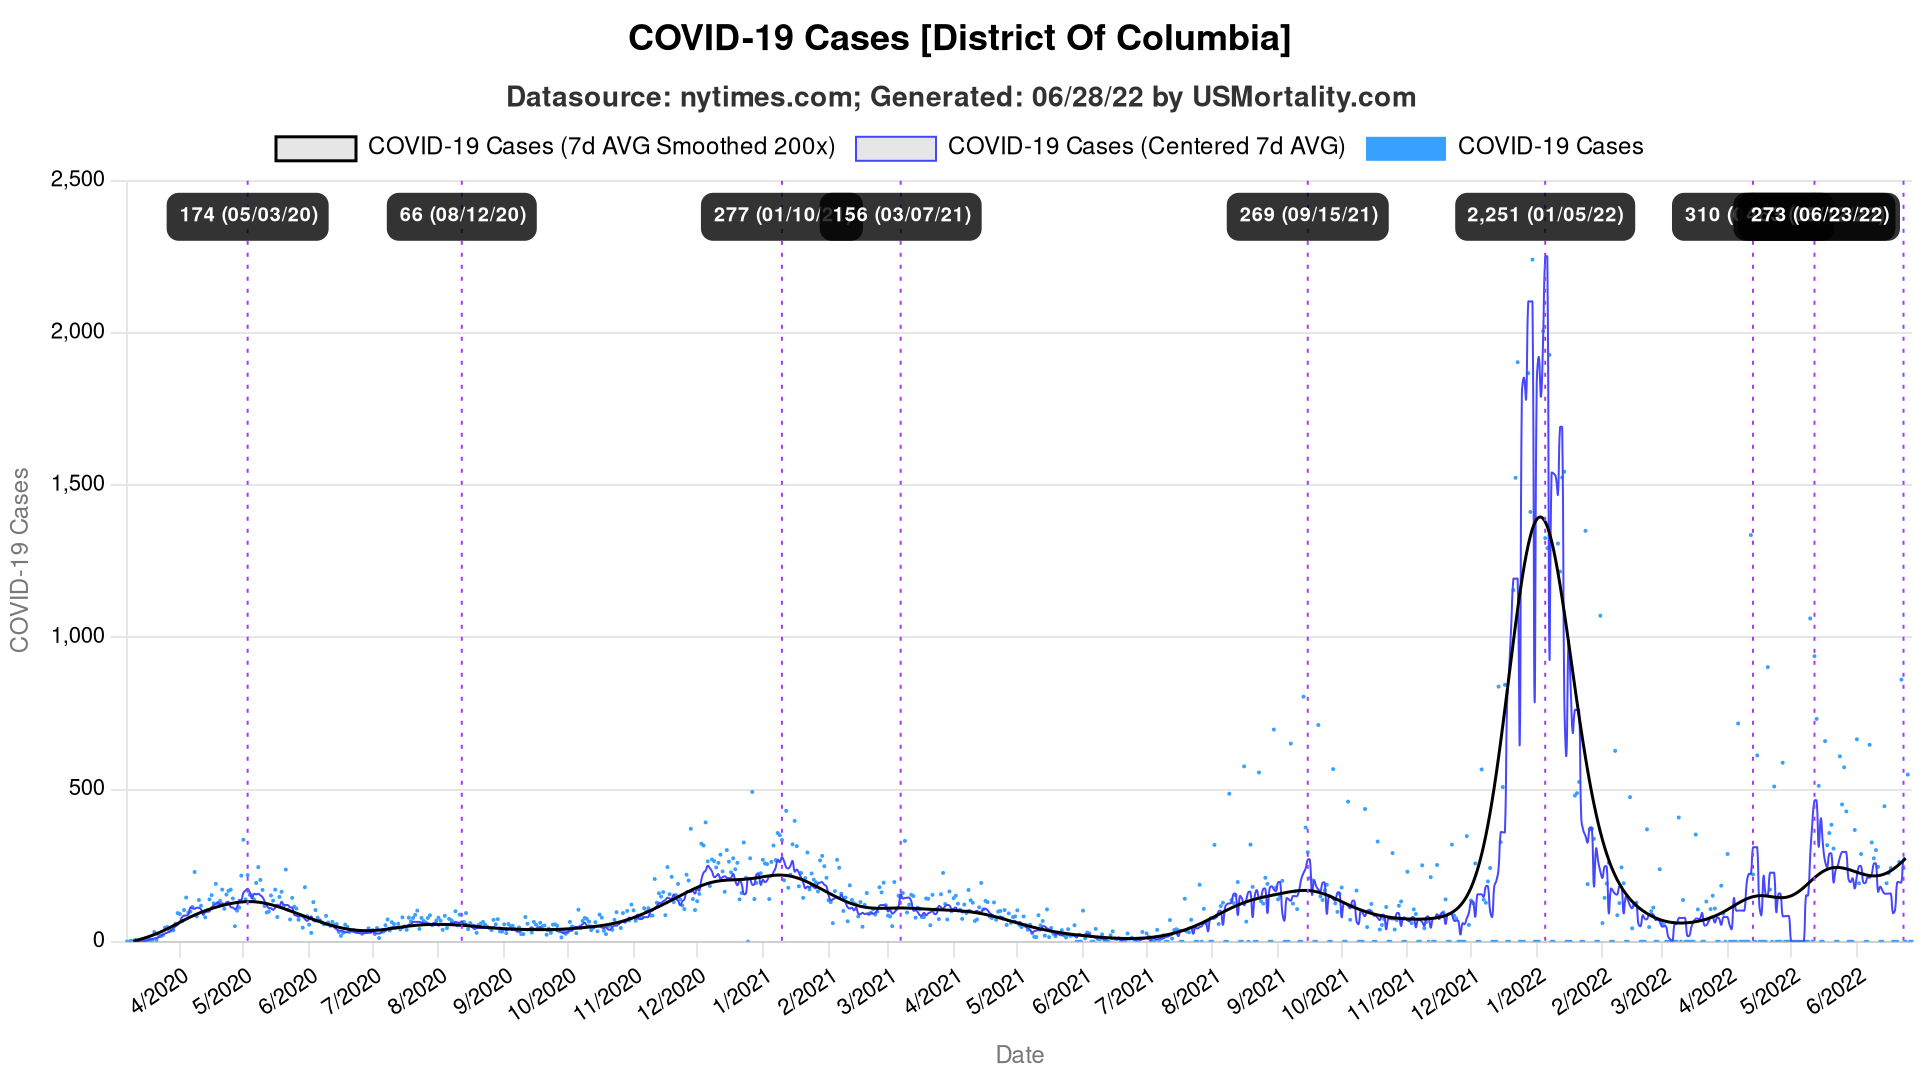 COVID-19 Cases [District Of Columbia]
Datasource: nytimes.com; Generated: 06/28/22 by USMortality.com
COVID-19 Cases (7d AVG Smoothed 200x) COVID-19 Cases (Centered 7d AVG) COVID-19 Cases
174 (05/03/20) 66 (08/12/20) 277 (01/10/ 156 (03/07/21) 269 (09/15/21) 2,251 (01/05/22) 310 ( 273 (06/23/22)
2,500
2,000
1,500
1,000
500
0
COVID-19 Cases
4/2020 5/2020 6/2020 7/2020 8/2020 9/2020 10/2020 11/2020 12/2020 1/2021 2/2021 3/2021 4/2021 5/2021 6/2021 7/2021 8/2021 9/2021 10/2021 11/2021 12/2021 1/2022 2/2022 3/2022 4/2022 5/2022 6/2022
Date